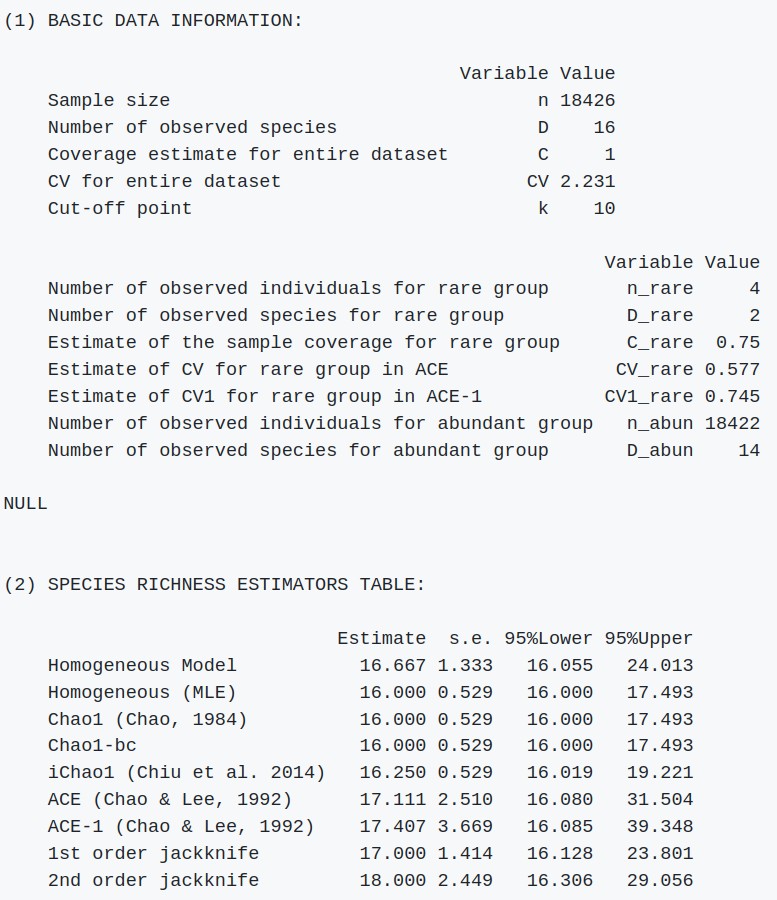 (1) BASIC DATA INFORMATION:
Variable Value
Sample size n 18426
Number of observed species D 16
Coverage estimate for entire dataset C 1
CV for entire dataset CV 2.231
Cut-off point k 10
Variable Value
Number of observed individuals for rare group n_rare 4
Number of observed species for rare group D_rare 2
Estimate of the sample coverage for rare group C_rare 0.75
Estimate of CV for rare group in ACE CV_rare 0.577
Estimate of CV1 for rare group in ACE-1 CV1_rare 0.745
Number of observed individuals for abundant group n_abun 18422
Number of observed species for abundant group D_abun 14
NULL
(2) SPECIES RICHNESS ESTIMATORS TABLE:
Estimate s.e. 95%Lower 95%Upper
Homogeneous Model 16.667 1.333 16.055 24.013
Homogeneous (MLE) 16.000 0.529 16.000 17.493
Chao1 (Chao, 1984) 16.000 0.529 16.000 17.493
Chao1-bc 16.000 0.529 16.000 17.493
iChao1 (Chiu et al. 2014) 16.250 0.529 16.019 19.221
ACE (Chao & Lee, 1992) 17.111 2.510 16.080 31.504
ACE-1 (Chao & Lee, 1992) 17.407 3.669 16.085 39.348
1st order jackknife 17.000 1.414 16.128 23.801
2nd order jackknife 18.000 2.449 16.306 29.056